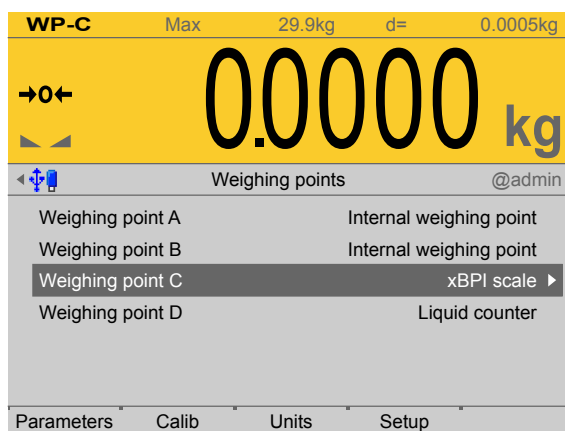 WP-C Max 29.9kg d= 0.0005kg
→0← 0.0000 kg
Weighing points @admin
Weighing point A Internal weighing point
Weighing point B Internal weighing point
Weighing point C xBPI scale
Weighing point D Liquid counter
Parameters Calib Units Setup